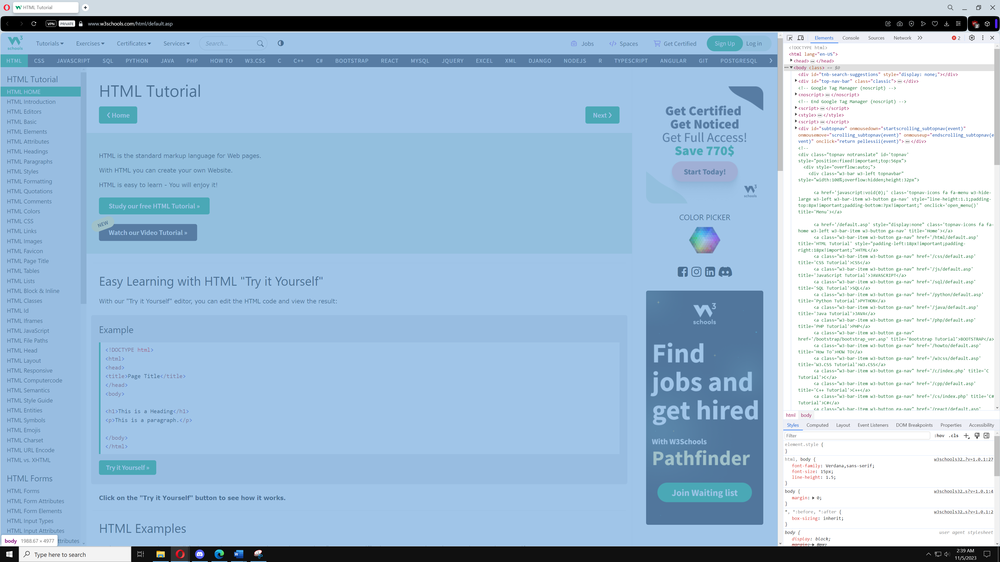 HTML Tutorial
VPN
PRIVATE
www.w3schools.com/html/default.asp
2
3
schools
Tutorials
Exercises
Certificates
Services
Search...
Jobs
Spaces
Get Certified
Sign Up
Log in
HTML CSS JAVASCRIPT SQL PYTHON JAVA PHP HOW TO W3.CSS C C++ C# BOOTSTRAP REACT MYSQL JQUERY EXCEL XML DJANGO NODEJS R TYPESCRIPT ANGULAR GIT POSTGRESQL
HTML Tutorial
HTML HOME
HTML Introduction
HTML Editors
HTML Basic
HTML Elements
HTML Attributes
HTML Headings
HTML Paragraphs
HTML Styles
HTML Formatting
HTML Quotations
HTML Comments
HTML Colors
HTML CSS
HTML Links
HTML Images
HTML Favicon
HTML Page Title
HTML Tables
HTML Lists
HTML Block & Inline
HTML Classes
HTML Id
HTML Iframes
HTML JavaScript
HTML File Paths
HTML Head
HTML Layout
HTML Responsive
HTML Computercode
HTML Semantics
HTML Style Guide
HTML Entities
HTML Symbols
HTML Emojis
HTML Charset
HTML URL Encode
HTML vs. XHTML
HTML Forms
HTML Forms
HTML Form Attributes
HTML Form Elements
HTML Input Types
HTML Input Attributes
ttributes
body 1988.67 × 4977
HTML Tutorial
❮ Home
Next ❯
HTML is the standard markup language for Web pages.
With HTML you can create your own Website.
HTML is easy to learn - You will enjoy it!
Study our free HTML Tutorial »
NEW
Watch our Video Tutorial »
Easy Learning with HTML "Try it Yourself"
With our "Try it Yourself" editor, you can edit the HTML code and view the result:
Example
<!DOCTYPE html>
<html>
<head>
<title>Page Title</title>
</head>
<body>
<h1>This is a Heading</h1>
<p>This is a paragraph.</p>
</body>
</html>
Try it Yourself »
Click on the "Try it Yourself" button to see how it works.
HTML Examples
Get Certified
Get Noticed
Get Full Access!
Save 770$
Start Today!
3
schools
COLOR PICKER
3
schools
Find
jobs and
get hired
With W3Schools
Pathfinder
Join Waiting list
Elements Console Sources Network 2
<!DOCTYPE html>
<html lang="en-US">
<head>…</head>
<body class> == $0
<div id="tnb-search-suggestions" style="display: none;"></div>
<div id="top-nav-bar" class="classic">…</div>
<!-- Google Tag Manager (noscript) -->
<noscript>…</noscript>
<!-- End Google Tag Manager (noscript) -->
<script>…</script>
<style>…</style>
<script>…</script>
<div id="subtopnav" onmousedown="startscrolling_subtopnav(event)"
onmousemove="scrolling_subtopnav(event)" onmouseup="endscrolling_subtopnav(e
vent)" onclick="return pellessii(event)">…</div>
<!--
<div class="topnav notranslate" id='topnav'
style="position:fixed!important;top:56px">
<div style="overflow:auto;">
<div class="w3-bar w3-left topnavbar"
style="width:100%;overflow:hidden;height:32px">
<a href='javascript:void(0);' class='topnav-icons fa fa-menu w3-hide-
large w3-left w3-bar-item w3-button ga-nav' style="line-height:1.1;padding-
top:8px!important;padding-bottom:7px!important;" onclick='open_menu()'
title='Menu'></a>
<a href='/default.asp' style="display:none" class='topnav-icons fa fa-
home w3-left w3-bar-item w3-button ga-nav' title='Home'></a>
<a class="w3-bar-item w3-button ga-nav" href='/html/default.asp'
title='HTML Tutorial' style="padding-left:18px!important;padding-
right:18px!important;">HTML</a>
<a class="w3-bar-item w3-button ga-nav" href='/css/default.asp'
title='CSS Tutorial'>CSS</a>
<a class="w3-bar-item w3-button ga-nav" href='/js/default.asp'
title='JavaScript Tutorial'>JAVASCRIPT</a>
<a class="w3-bar-item w3-button ga-nav" href='/sql/default.asp'
title='SQL Tutorial'>SQL</a>
<a class="w3-bar-item w3-button ga-nav" href='/python/default.asp'
title='Python Tutorial'>PYTHON</a>
<a class="w3-bar-item w3-button ga-nav" href='/java/default.asp'
title='Java Tutorial'>JAVA</a>
<a class="w3-bar-item w3-button ga-nav" href='/php/default.asp'
title='PHP Tutorial'>PHP</a>
<a class="w3-bar-item w3-button ga-nav"
href='/bootstrap/bootstrap_ver.asp' title='Bootstrap Tutorial'>BOOTSTRAP</a>
<a class="w3-bar-item w3-button ga-nav" href='/howto/default.asp'
title='How To'>HOW TO</a>
<a class="w3-bar-item w3-button ga-nav" href='/w3css/default.asp'
title='W3.CSS Tutorial'>W3.CSS</a>
<a class="w3-bar-item w3-button ga-nav" href='/c/index.php' title='C
Tutorial'>C</a>
<a class="w3-bar-item w3-button ga-nav" href='/cpp/default.asp'
title='C++ Tutorial'>C++</a>
<a class="w3-bar-item w3-button ga-nav" href='/cs/index.php' title='C#
Tutorial'>C#</a>
<a class="w3-bar-item w3-button ga-nav" href='/react/default.asp'
html body
Styles Computed Layout Event Listeners DOM Breakpoints Properties Accessibility
Filter :hov .cls
element.style {
}
html, body { w3schools32…?v=1.0.1:27
font-family: Verdana,sans-serif;
font-size: 15px;
line-height: 1.5;
}
body { w3schools32…s?v=1.0.1:4
margin: 0;
}
*, *:before, *:after { w3schools32…s?v=1.0.1:2
box-sizing: inherit;
}
body { user agent stylesheet
display: block;
margin: 8px;
Type here to search
2:39 AM
11/5/2023